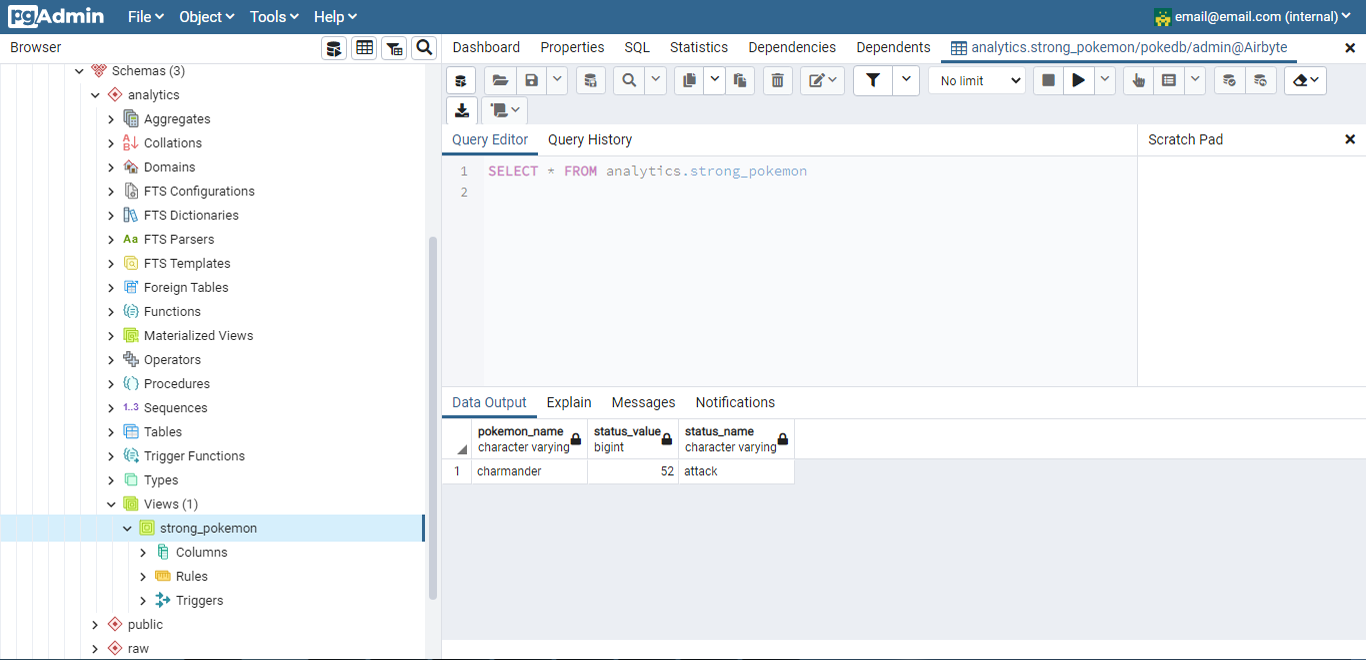 pgAdmin File Object Tools Help email@email.com (internal)
Browser
Dashboard Properties SQL Statistics Dependencies Dependents analytics.strong_pokemon/pokedb/admin@Airbyte
Schemas (3)
analytics
Aggregates
Collations
Domains
FTS Configurations
FTS Dictionaries
Aa FTS Parsers
FTS Templates
Foreign Tables
Functions
Materialized Views
Operators
Procedures
1..3 Sequences
Tables
Trigger Functions
Types
Views (1)
strong_pokemon
Columns
Rules
Triggers
public
raw
No limit
Query Editor Query History
Scratch Pad
1 SELECT * FROM analytics.strong_pokemon
2
Data Output Explain Messages Notifications
pokemon_name status_value status_name
character varying bigint character varying
1 charmander 52 attack